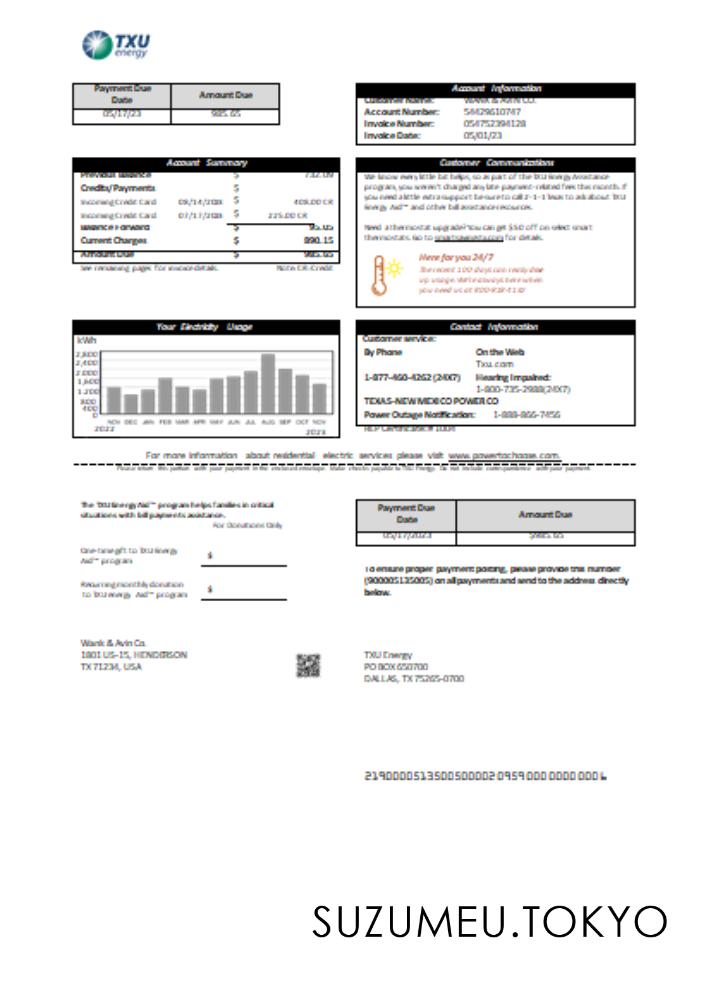 TXU
energy
Payment Due
Date
Amount Due
05/17/23
985.65
Account Information
Customer Name: WANK & AVIN CO.
Account Number: 54429610747
Invoice Number: 054752394128
Invoice Date: 05/01/23
Account Summary
Previous Balance $ 732.09
Credits/Payments $
Incoming Credit Card $
Incoming Credit Card 07/17/2023 $ 225.00 CR
Balance Forward $ 95.05
Current Charges $ 890.15
Amount Due $ 985.65
See remaining pages for invoice details. Note: CR-Credit
Customer Communications
We know every little bit helps, so as part of the TXU Energy Assistance
program, you weren't charged any late payment-related fees this month. If
you need a little extra support be sure to call 2-1-1 Texas to ask about TXU
Energy Aid™ and other bill assistance resources.
Need a thermostat upgrade? You can get $50 off on select smart
thermostats. Go to for details.
Here for you 24/7
The recent 100 days can really drive
up usage. We're always here when
you need us at
Your Electricity Usage
kWh
2,800
2,400
2,000
1,600
1,200
800
400
0
NOV DEC JAN FEB MAR APR MAY JUN JUL AUG SEP OCT NOV
2022 2023
Contact Information
Customer service:
By Phone
On the Web
Txu.com
1-877-460-4262 (24X7)
Hearing Impaired:
1-800-735-2988(24X7)
TEXAS-NEW MEXICO POWER CO
Power Outage Notification: 1-888-866-7456
REP Certificate # 1004
For more information about residential electric services please visit www.powertochoose.com.
Please return this portion with your payment in the enclosed envelope. Make checks payable to TXU Energy. Do not include correspondence with your payment
The TXU Energy Aid™ program helps families in critical
situations with bill payments assistance.
For Donations Only
One-time gift to TXU Energy
Aid™ program
$
Recurring monthly donation
to TXU energy Aid™ program
$
Payment Due
Date
Amount Due
05/17/2023
$985.65
To ensure proper payment posting, please provide this number
(900005135005) on all payments and send to the address directly
below.
Wank & Avin Co.
1801 US-15, HENDERSON
TX 71234, USA
TXU Energy
PO BOX 650700
DALLAS, TX 75265-0700
SUZUMEU.TOKYO